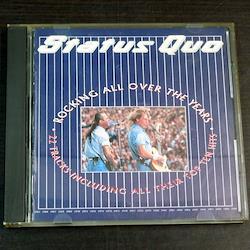 Status Quo
ROCKING ALL OVER THE YEARS
• 22 TRACKS INCLUDING ALL THEIR TOP TEN HITS •